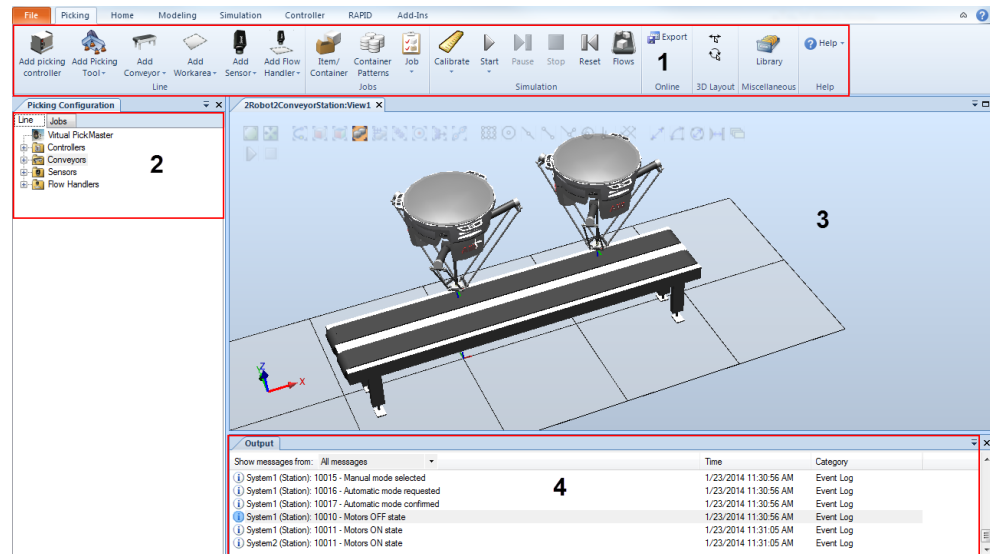 File Picking Home Modeling Simulation Controller RAPID Add-Ins
Add picking controller
Add Picking Tool
Add Conveyor
Add Workarea
Add Sensor
Add Flow Handler
Item/ Container
Container Patterns
Job
Calibrate
Start
Pause
Stop
Reset
Flows
Export
1
Library
Help
Line Jobs Simulation Online 3D Layout Miscellaneous Help
Picking Configuration
Line Jobs
Virtual PickMaster
Controllers
Conveyors
Sensors
Flow Handlers
2
2Robot2ConveyorStation:View1
3
Z
X
Output
Show messages from: All messages Time Category
System1 (Station): 10015 - Manual mode selected 1/23/2014 11:30:56 AM Event Log
System1 (Station): 10016 - Automatic mode requested 1/23/2014 11:30:56 AM Event Log
System1 (Station): 10017 - Automatic mode confirmed 1/23/2014 11:30:56 AM Event Log
System1 (Station): 10010 - Motors OFF state 1/23/2014 11:30:56 AM Event Log
System1 (Station): 10011 - Motors ON state 1/23/2014 11:31:05 AM Event Log
System2 (Station): 10011 - Motors ON state 1/23/2014 11:31:05 AM Event Log
4